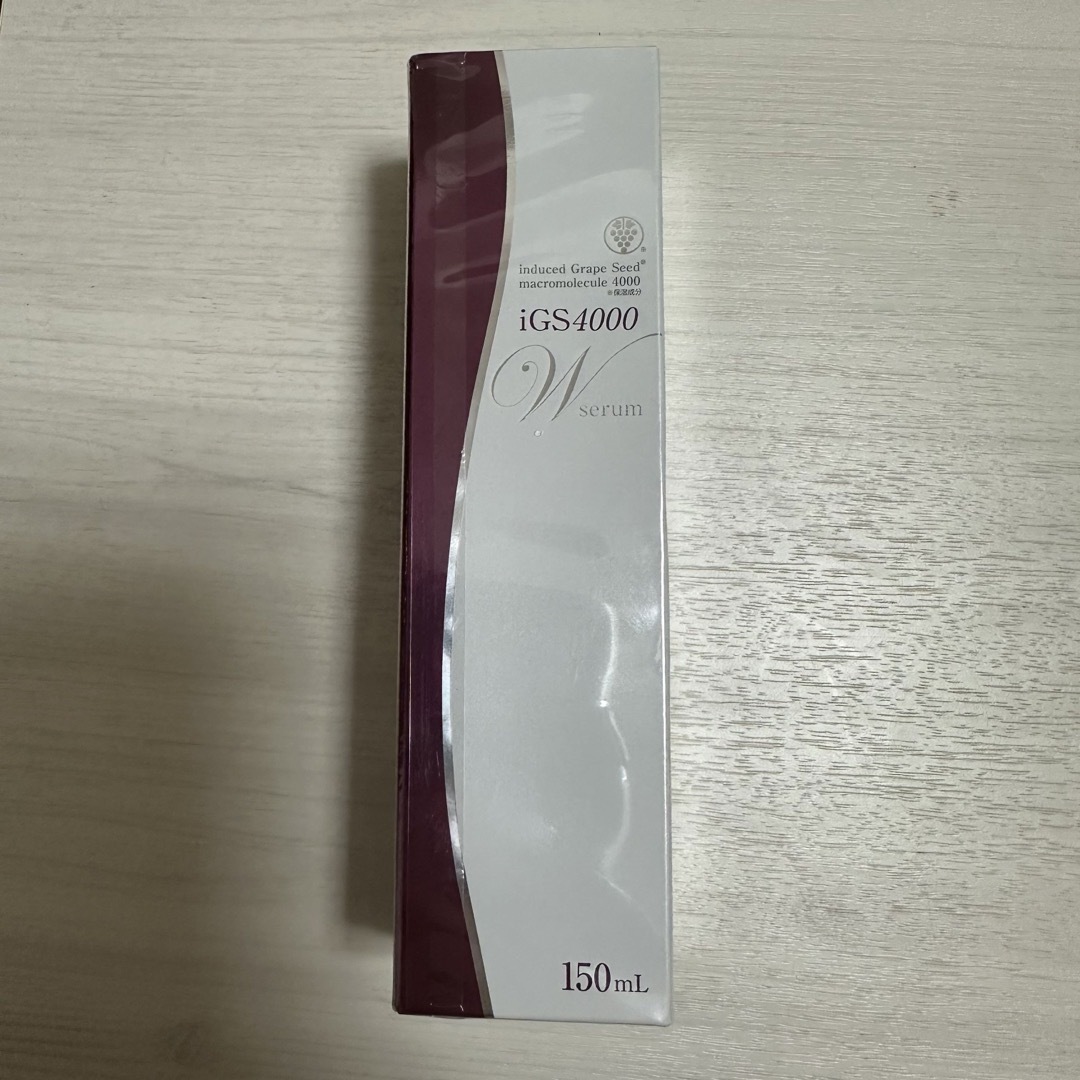 induced Grape Seed※
macromolecule 4000
※保湿成分
iGS4000
W serum
150mL